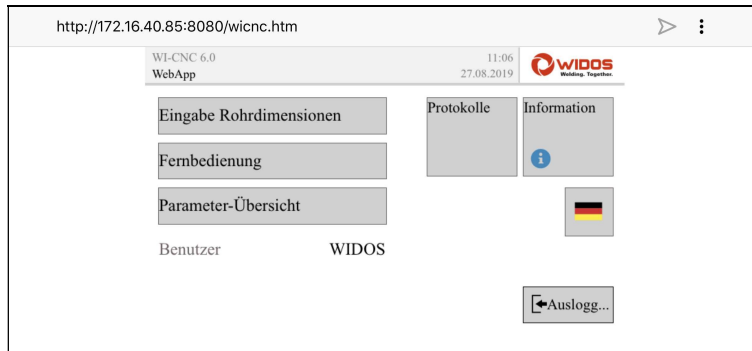 http://172.16.40.85:8080/wicnc.htm
WI-CNC 6.0
WebApp
11:06
27.08.2019
WIDOS
Welding. Together.
Eingabe Rohrdimensionen
Fernbedienung
Parameter-Übersicht
Benutzer WIDOS
Protokolle
Information
i
Auslogg...